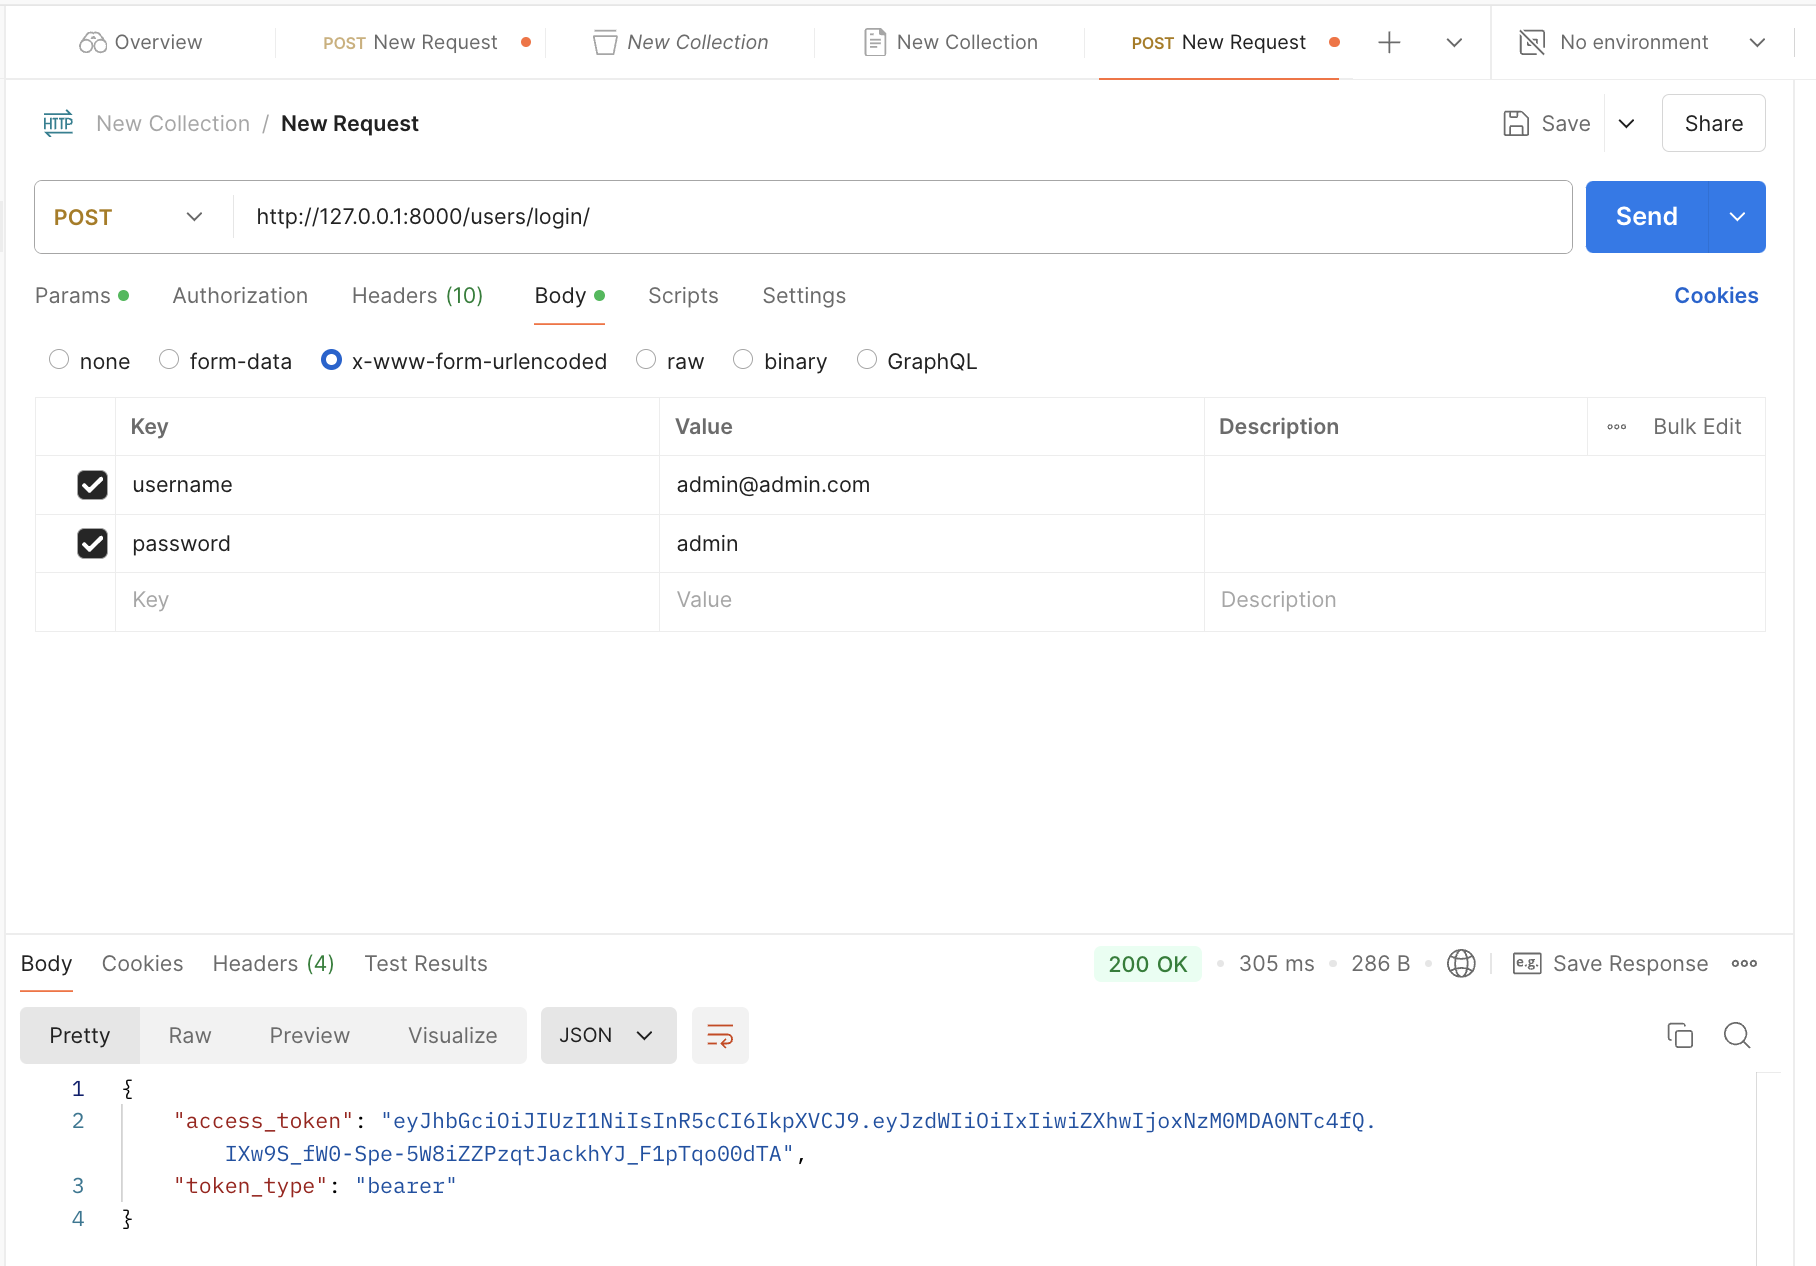 Overview POST New Request New Collection New Collection POST New Request No environment
HTTP New Collection / New Request Save Share
POST http://127.0.0.1:8000/users/login/ Send
Params Authorization Headers (10) Body Scripts Settings Cookies
none form-data x-www-form-urlencoded raw binary GraphQL
Key Value Description Bulk Edit
username admin@admin.com
password admin
Key Value Description
Body Cookies Headers (4) Test Results 200 OK 305 ms 286 B e.g. Save Response
Pretty Raw Preview Visualize JSON
1 {
2 "access_token": "eyJhbGciOiJIUzI1NiIsInR5cCI6IkpXVCJ9.eyJzdWIiOiIxIiwiZXhwIjoxNzM0MDA0NTc4fQ.
IXw9S_fW0-Spe-5W8iZZPzqtJackhYJ_F1pTqo00dTA",
3 "token_type": "bearer"
4 }